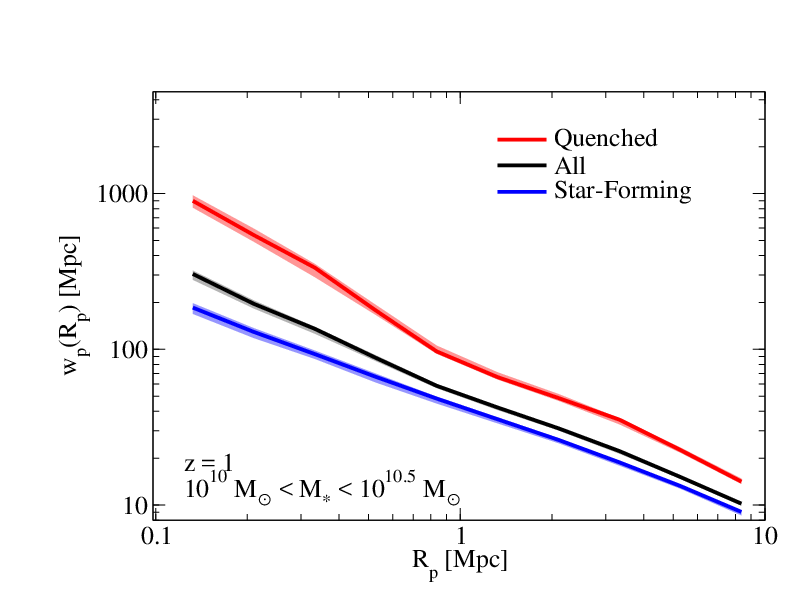 Quenched
All
Star-Forming
1000
100
10
w_p(R_p) [Mpc]
z = 1
10^10 M_⊙ < M_* < 10^10.5 M_⊙
0.1 1 10
R_p [Mpc]